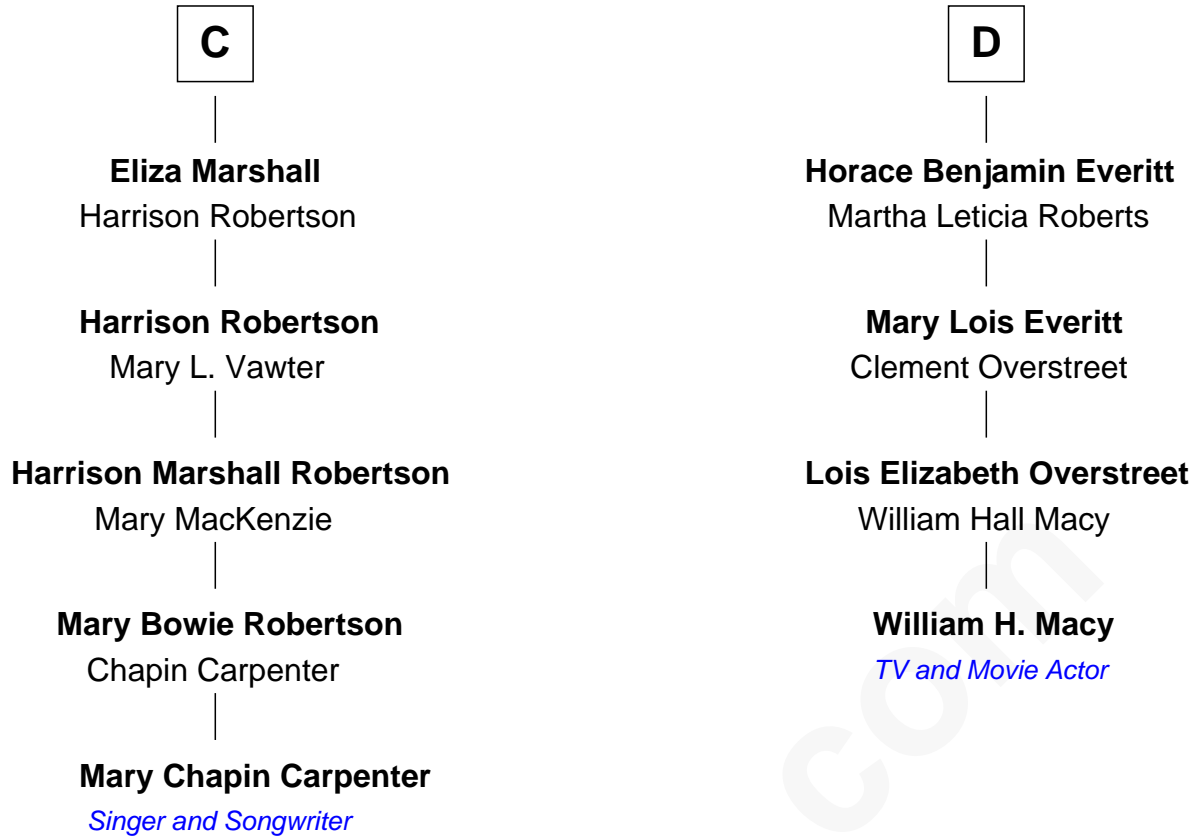 C
Eliza Marshall
Harrison Robertson
Harrison Robertson
Mary L. Vawter
Harrison Marshall Robertson
Mary MacKenzie
Mary Bowie Robertson
Chapin Carpenter
Mary Chapin Carpenter
Singer and Songwriter
D
Horace Benjamin Everitt
Martha Leticia Roberts
Mary Lois Everitt
Clement Overstreet
Lois Elizabeth Overstreet
William Hall Macy
William H. Macy
TV and Movie Actor
com